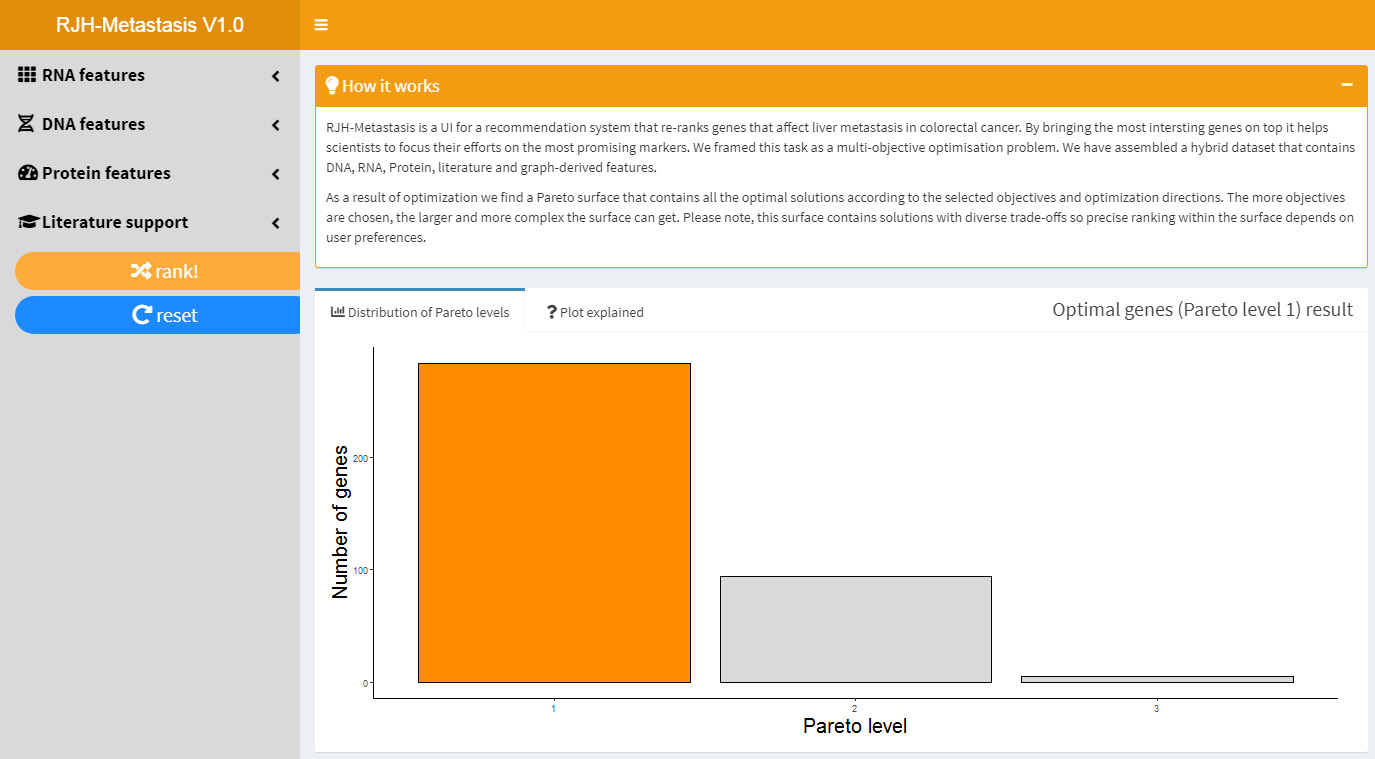 RJH-Metastasis V1.0
RNA features
DNA features
Protein features
Literature support
rank!
reset
How it works
RJH-Metastasis is a UI for a recommendation system that re-ranks genes that affect liver metastasis in colorectal cancer. By bringing the most intersting genes on top it helps
scientists to focus their efforts on the most promising markers. We framed this task as a multi-objective optimisation problem. We have assembled a hybrid dataset that contains
DNA, RNA, Protein, literature and graph-derived features.
As a result of optimization we find a Pareto surface that contains all the optimal solutions according to the selected objectives and optimization directions. The more objectives
are chosen, the larger and more complex the surface can get. Please note, this surface contains solutions with diverse trade-offs so precise ranking within the surface depends on
user preferences.
Distribution of Pareto levels
? Plot explained
Optimal genes (Pareto level 1) result
Number of genes
200
100
0
1
2
3
Pareto level